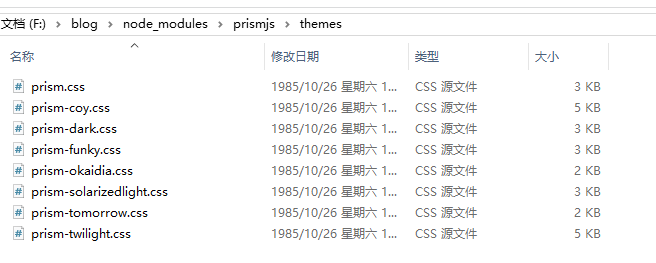 文档 (F:) > blog > node_modules > prismjs > themes
名称 修改日期 类型 大小
prism.css 1985/10/26 星期六 1... CSS 源文件 3 KB
prism-coy.css 1985/10/26 星期六 1... CSS 源文件 5 KB
prism-dark.css 1985/10/26 星期六 1... CSS 源文件 3 KB
prism-funky.css 1985/10/26 星期六 1... CSS 源文件 3 KB
prism-okaidia.css 1985/10/26 星期六 1... CSS 源文件 2 KB
prism-solarizedlight.css 1985/10/26 星期六 1... CSS 源文件 3 KB
prism-tomorrow.css 1985/10/26 星期六 1... CSS 源文件 2 KB
prism-twilight.css 1985/10/26 星期六 1... CSS 源文件 5 KB